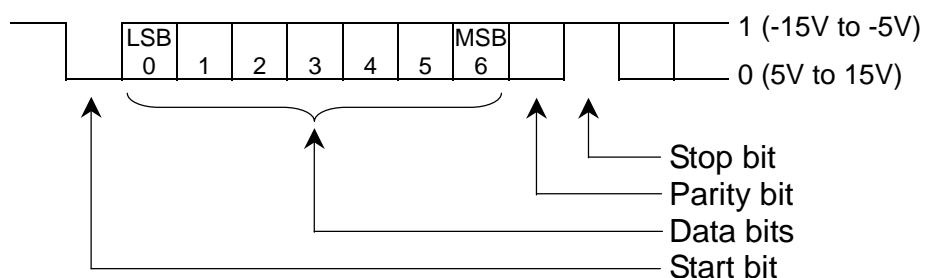 1 (-15V to -5V)
LSB MSB
0 1 2 3 4 5 6
0 (5V to 15V)
Stop bit
Parity bit
Data bits
Start bit